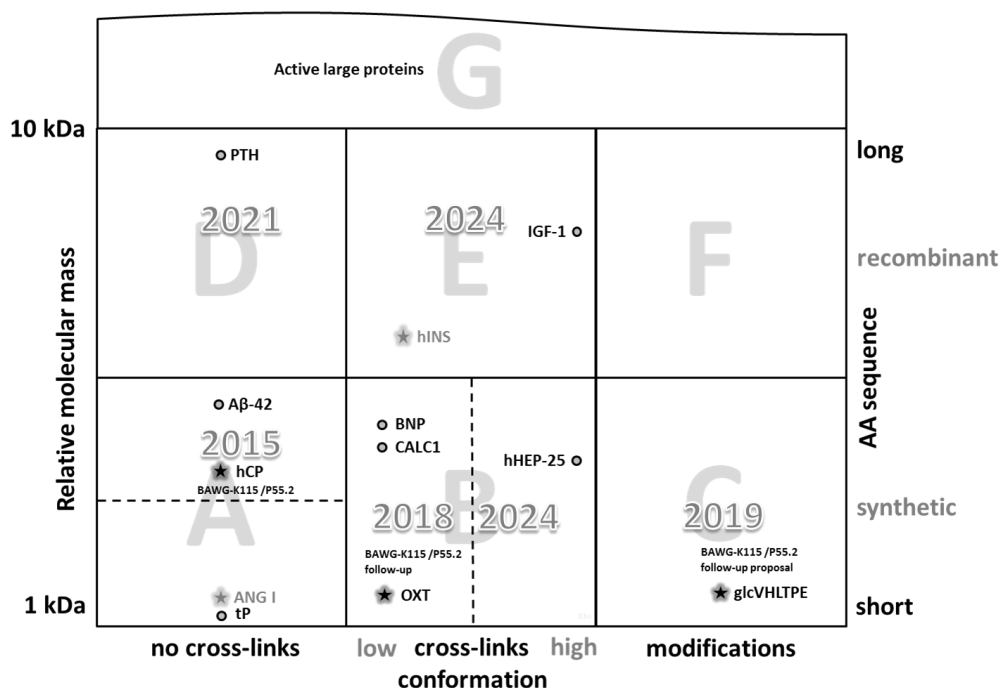 G
Active large proteins
10 kDa
long
PTH
2021
2024
IGF-1
D
E
F
recombinant
hINS
Relative molecular mass
AA sequence
Aβ-42
2015
hCP
BAWG-K115 /P55.2
A
BNP
CALC1
hHEP-25
B
2018
2024
BAWG-K115 /P55.2
follow-up
OXT
C
2019
BAWG-K115 /P55.2
follow-up proposal
glcVHLTPE
synthetic
ANG I
tP
1 kDa
short
no cross-links
low cross-links high
modifications
conformation